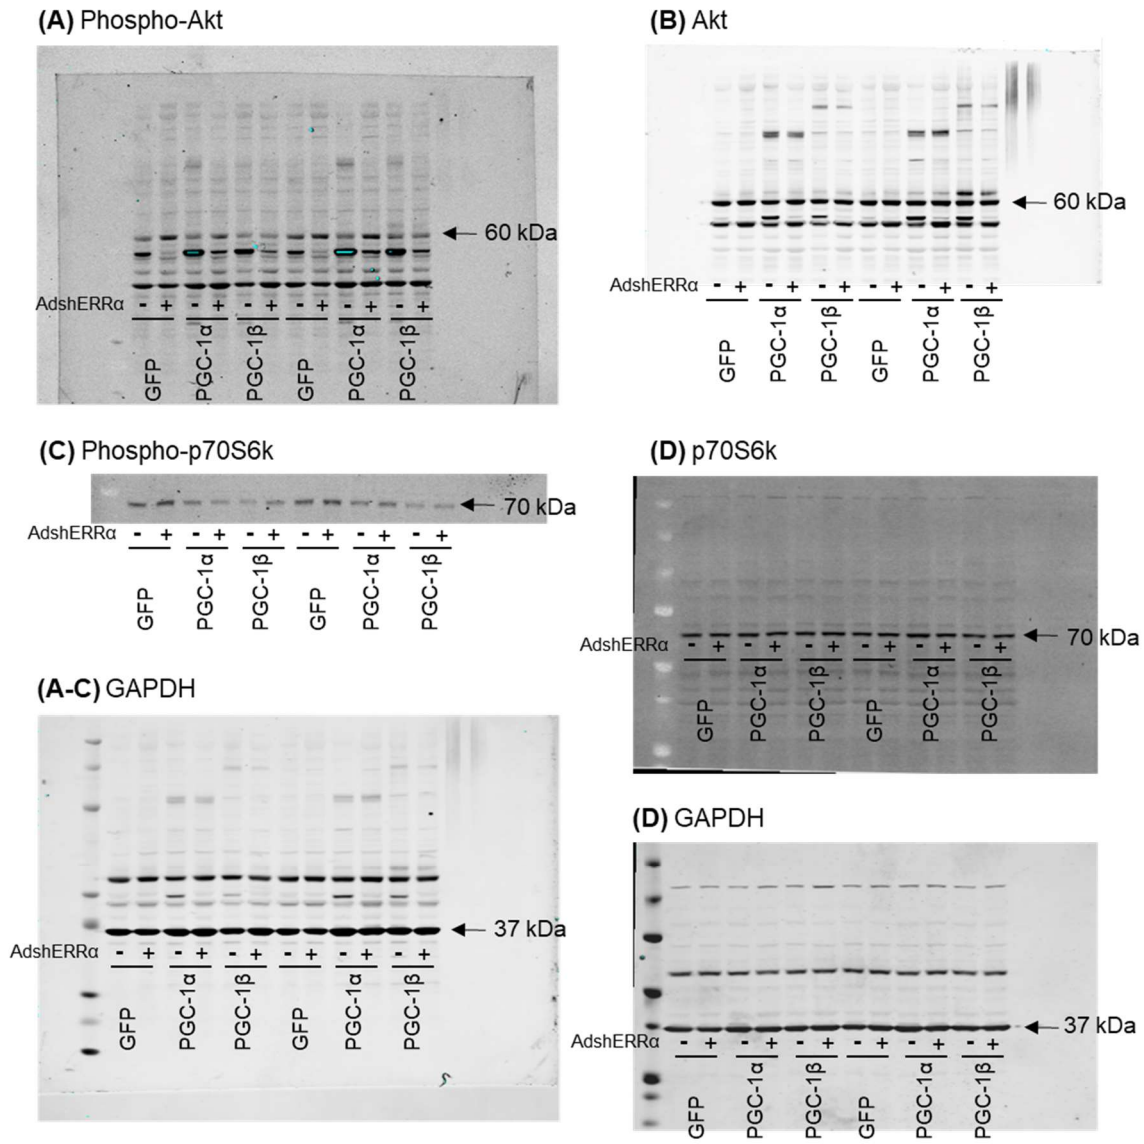 (A) Phospho-Akt
60 kDa
AdshERRα - + - + - + - + - + - +
GFP PGC-1α PGC-1β GFP PGC-1α PGC-1β
(B) Akt
60 kDa
AdshERRα - + - + - + - + - + - +
GFP PGC-1α PGC-1β GFP PGC-1α PGC-1β
(C) Phospho-p70S6k
70 kDa
AdshERRα - + - + - + - + - + - +
GFP PGC-1α PGC-1β GFP PGC-1α PGC-1β
(D) p70S6k
70 kDa
AdshERRα - + - + - + - + - + - +
GFP PGC-1α PGC-1β GFP PGC-1α PGC-1β
(A-C) GAPDH
37 kDa
AdshERRα - + - + - + - + - + - +
GFP PGC-1α PGC-1β GFP PGC-1α PGC-1β
(D) GAPDH
37 kDa
AdshERRα - + - + - + - + - + - +
GFP PGC-1α PGC-1β GFP PGC-1α PGC-1β